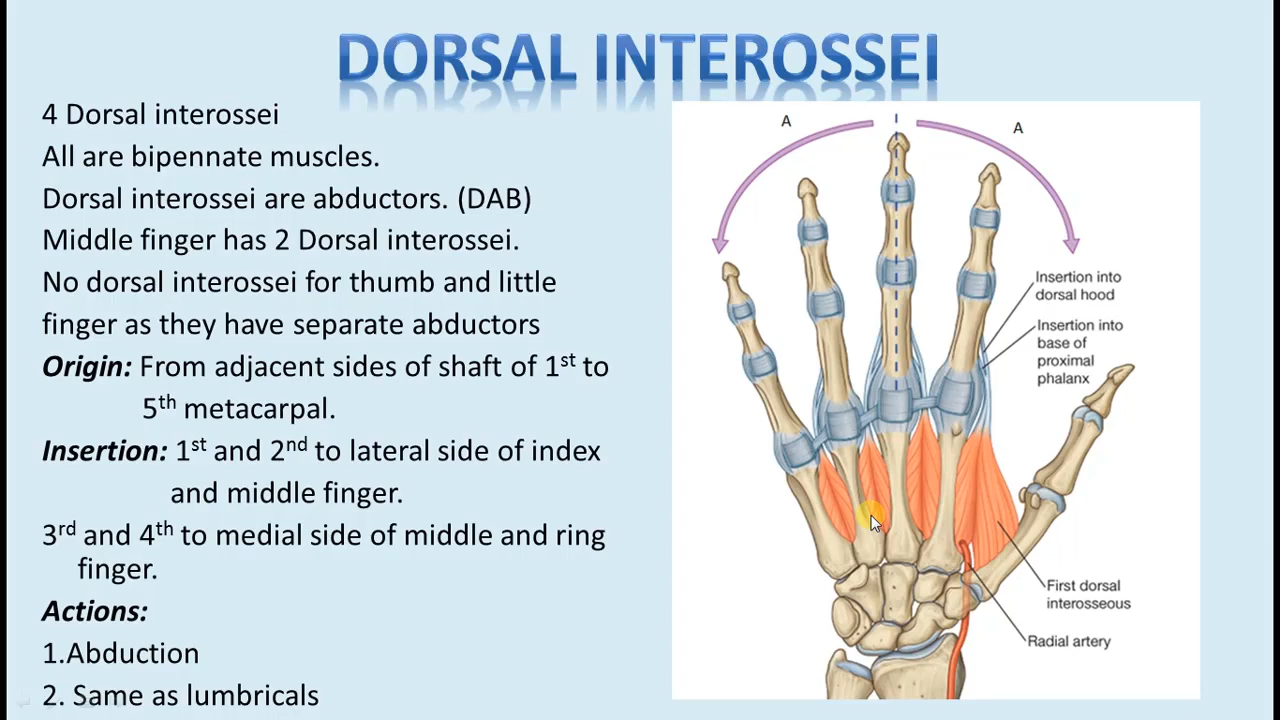 DORSAL INTEROSSEI
4 Dorsal interossei
All are bipennate muscles.
Dorsal interossei are abductors. (DAB)
Middle finger has 2 Dorsal interossei.
No dorsal interossei for thumb and little
finger as they have separate abductors
Origin: From adjacent sides of shaft of 1st to
5th metacarpal.
Insertion: 1st and 2nd to lateral side of index
and middle finger.
3rd and 4th to medial side of middle and ring
finger.
Actions:
1.Abduction
2. Same as lumbricals
A
A
Insertion into
dorsal hood
Insertion into
base of
proximal
phalanx
First dorsal
interosseous
Radial artery